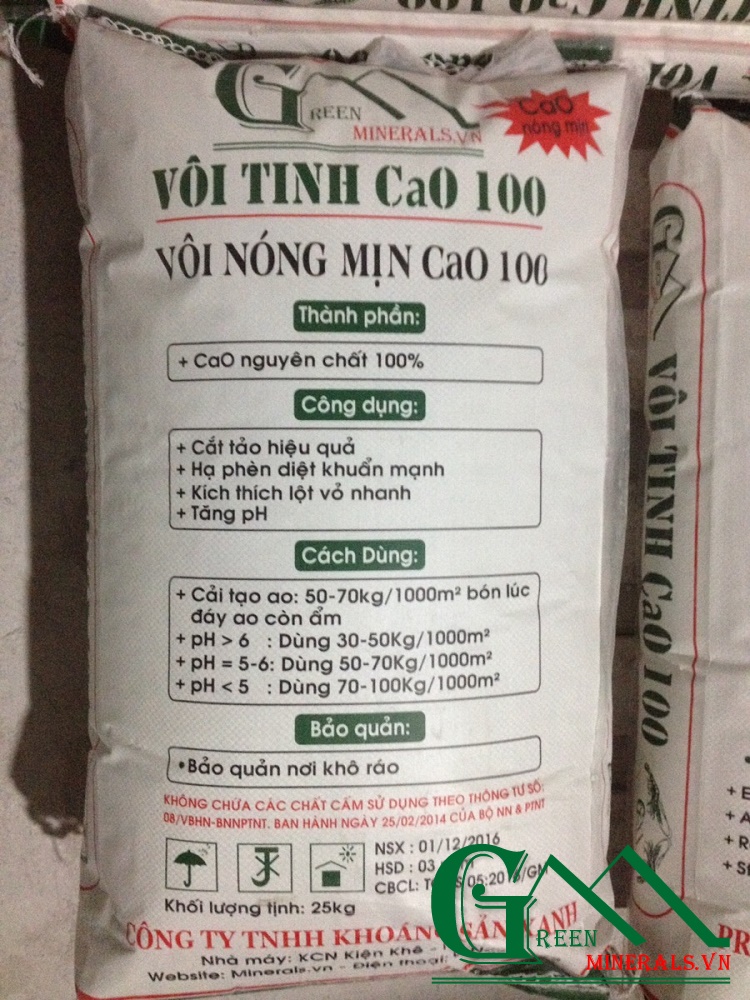 GREEN
MINERALS.VN
CaO
nóng mịn
VÔI TINH CaO 100
VÔI NÓNG MỊN CaO 100
Thành phần:
+ CaO nguyên chất 100%
Công dụng:
+ Cắt tảo hiệu quả
+ Hạ phèn diệt khuẩn mạnh
+ Kích thích lột vỏ nhanh
+ Tăng pH
Cách Dùng:
+ Cải tạo ao: 50-70kg/1000m² bón lúc
đáy ao còn ẩm
+ pH > 6 : Dùng 30-50Kg/1000m²
+ pH = 5-6: Dùng 50-70Kg/1000m²
+ pH < 5 : Dùng 70-100Kg/1000m²
Bảo quản:
•Bảo quản nơi khô ráo
KHÔNG CHỨA CÁC CHẤT CẤM SỬ DỤNG THEO THÔNG TƯ SỐ:
08/VBHN-BNNPTNT. BAN HÀNH NGÀY 25/02/2014 CỦA BỘ NN & PTNT
NSX : 01/12/2016
HSD : 03
CBCL: 05:2016/GM
Khối lượng tịnh: 25kg
CÔNG TY TNHH KHOÁNG SẢN XANH
Nhà máy: KCN Kiện Khê -
Website: Minerals.vn - Điện thoại:
VÔI TINH CaO 100
GREEN
MINERALS.VN